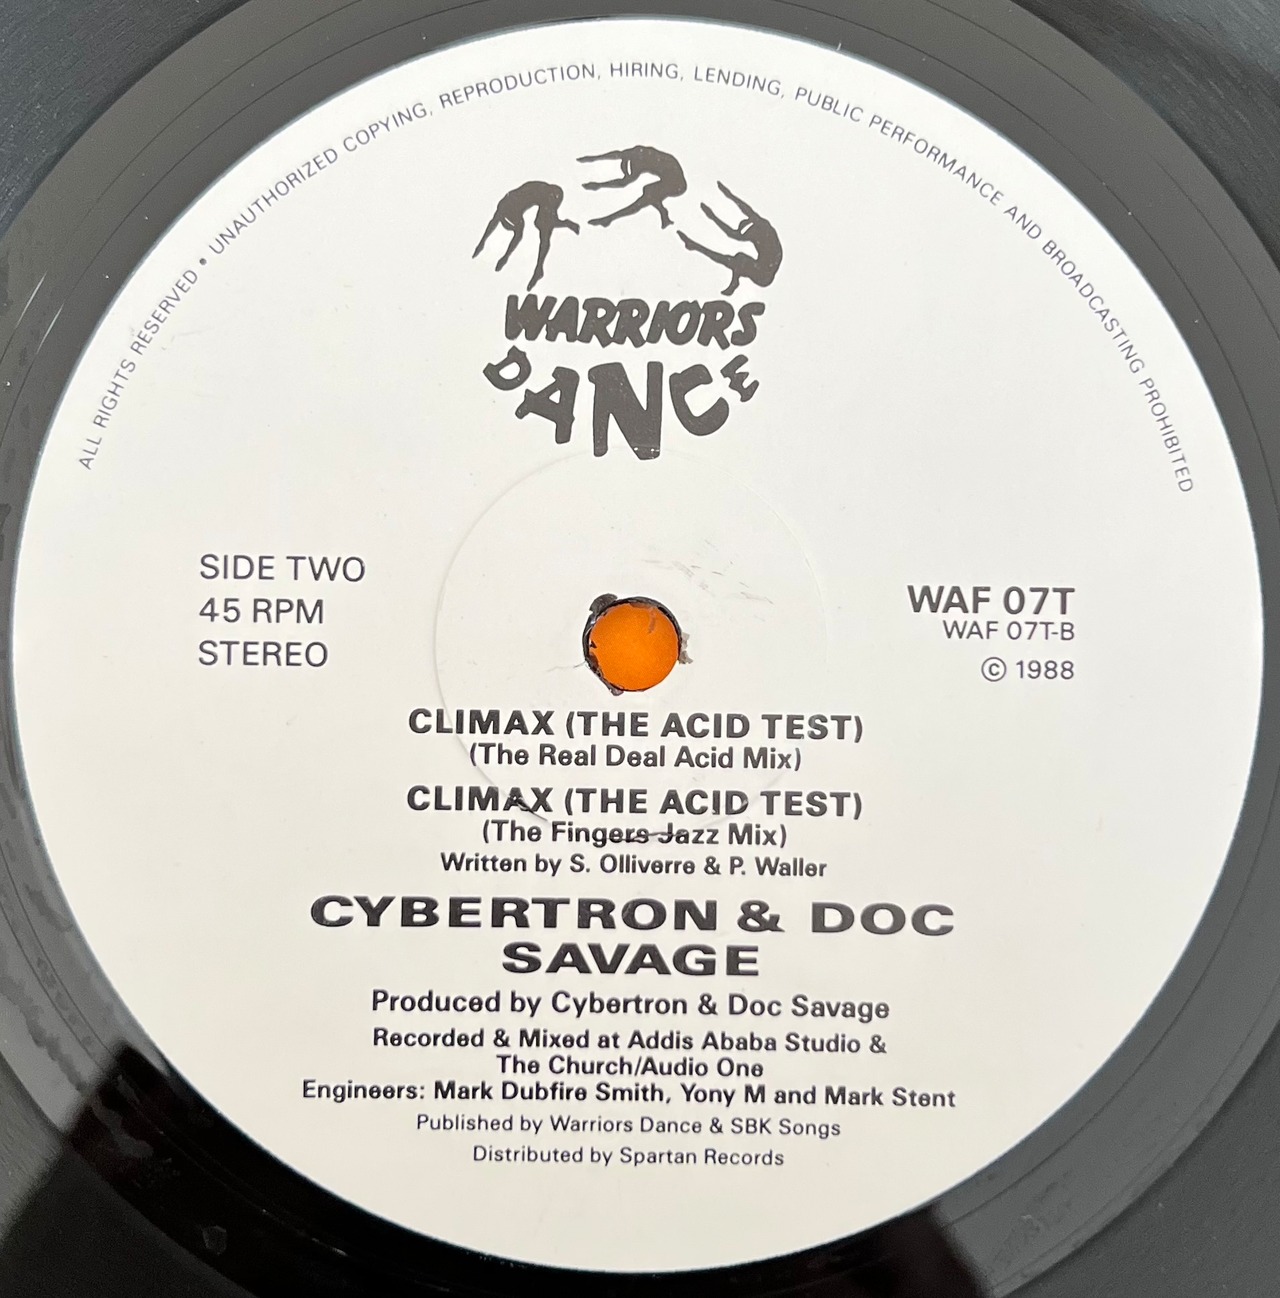 ALL RIGHTS RESERVED • UNAUTHORIZED COPYING, REPRODUCTION, HIRING, LENDING, PUBLIC PERFORMANCE AND BROADCASTING PROHIBITED
WARRIORS
DANCE
SIDE TWO
45 RPM
STEREO
WAF 07T
WAF 07T-B
© 1988
CLIMAX (THE ACID TEST)
(The Real Deal Acid Mix)
CLIMAX (THE ACID TEST)
(The Fingers Jazz Mix)
Written by S. Olliverre & P. Waller
CYBERTRON & DOC
SAVAGE
Produced by Cybertron & Doc Savage
Recorded & Mixed at Addis Ababa Studio &
The Church/Audio One
Engineers: Mark Dubfire Smith, Yony M and Mark Stent
Published by Warriors Dance & SBK Songs
Distributed by Spartan Records